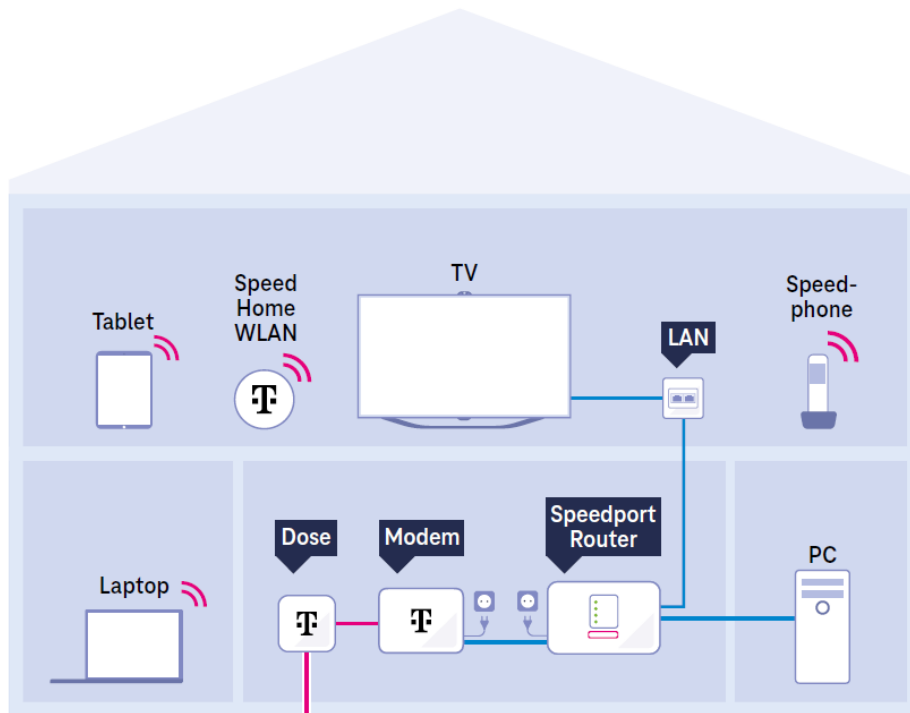 TV
Speed
Home
WLAN
Speed-
phone
Tablet
LAN
Speedport
Router
Dose
Modem
PC
Laptop
T
T
T